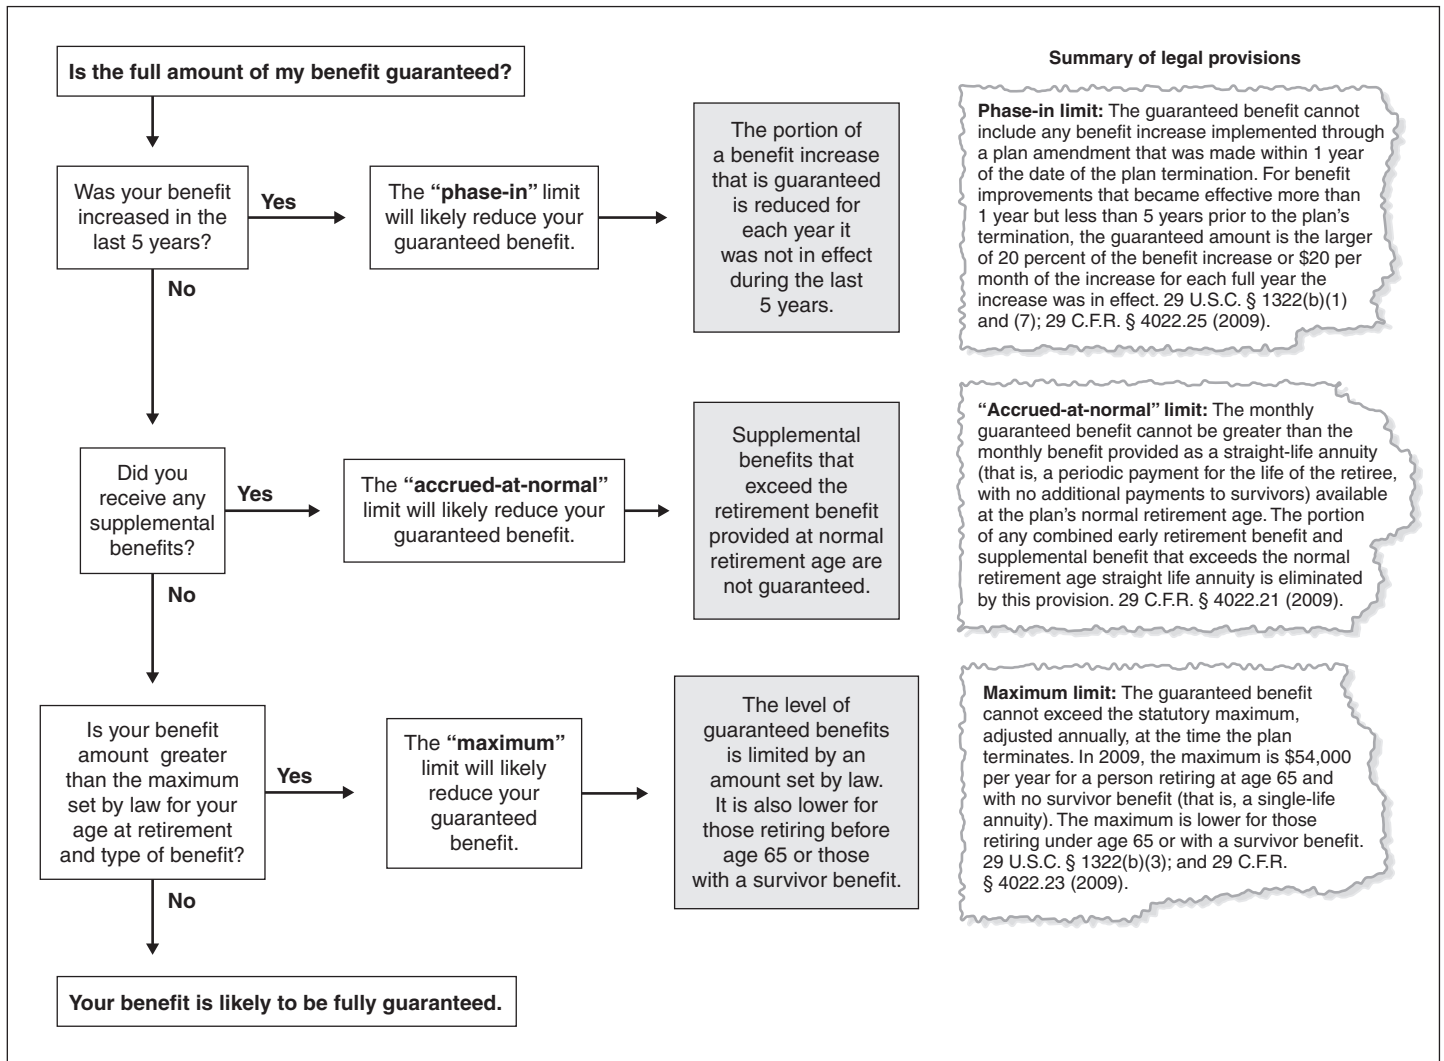 Is the full amount of my benefit guaranteed?
Was your benefit
increased in the
last 5 years?
Yes
The “phase-in” limit
will likely reduce your
guaranteed benefit.
The portion of
a benefit increase
that is guaranteed
is reduced for
each year it
was not in effect
during the last
5 years.
No
Did you
receive any
supplemental
benefits?
Yes
The “accrued-at-normal”
limit will likely reduce your
guaranteed benefit.
Supplemental
benefits that
exceed the
retirement benefit
provided at normal
retirement age are
not guaranteed.
No
Is your benefit
amount greater
than the maximum
set by law for your
age at retirement
and type of benefit?
Yes
The “maximum”
limit will likely
reduce your
guaranteed
benefit.
The level of
guaranteed benefits
is limited by an
amount set by law.
It is also lower for
those retiring before
age 65 or those
with a survivor benefit.
No
Your benefit is likely to be fully guaranteed.
Summary of legal provisions
Phase-in limit: The guaranteed benefit cannot
include any benefit increase implemented through
a plan amendment that was made within 1 year
of the date of the plan termination. For benefit
improvements that became effective more than
1 year but less than 5 years prior to the plan’s
termination, the guaranteed amount is the larger
of 20 percent of the benefit increase or $20 per
month of the increase for each full year the
increase was in effect. 29 U.S.C. § 1322(b)(1)
and (7); 29 C.F.R. § 4022.25 (2009).
“Accrued-at-normal” limit: The monthly
guaranteed benefit cannot be greater than the
monthly benefit provided as a straight-life annuity
(that is, a periodic payment for the life of the retiree,
with no additional payments to survivors) available
at the plan’s normal retirement age. The portion
of any combined early retirement benefit and
supplemental benefit that exceeds the normal
retirement age straight life annuity is eliminated
by this provision. 29 C.F.R. § 4022.21 (2009).
Maximum limit: The guaranteed benefit
cannot exceed the statutory maximum,
adjusted annually, at the time the plan
terminates. In 2009, the maximum is $54,000
per year for a person retiring at age 65 and
with no survivor benefit (that is, a single-life
annuity). The maximum is lower for those
retiring under age 65 or with a survivor benefit.
29 U.S.C. § 1322(b)(3); and 29 C.F.R.
§ 4022.23 (2009).